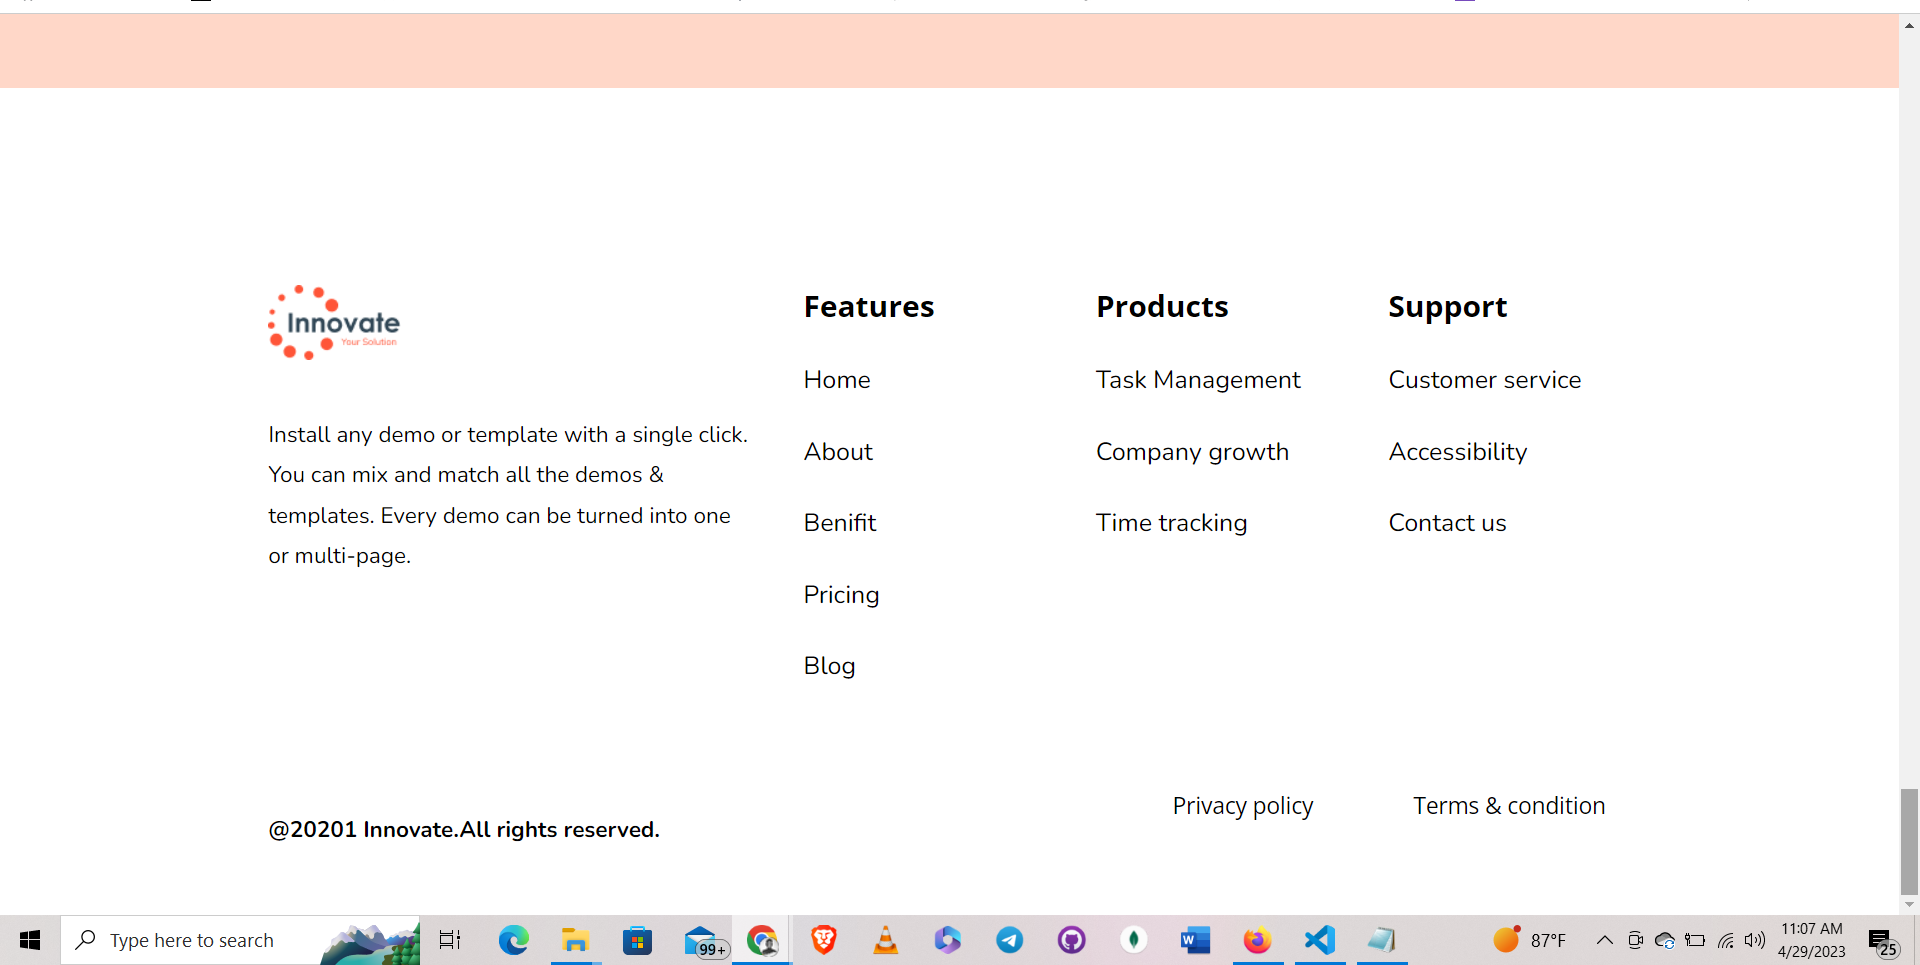 Innovate
Your Solution
Install any demo or template with a single click.
You can mix and match all the demos &
templates. Every demo can be turned into one
or multi-page.
Features
Home
About
Benifit
Pricing
Blog
Products
Task Management
Company growth
Time tracking
Support
Customer service
Accessibility
Contact us
@20201 Innovate.All rights reserved.
Privacy policy
Terms & condition
Type here to search
99+
W
87°F
11:07 AM
4/29/2023
25